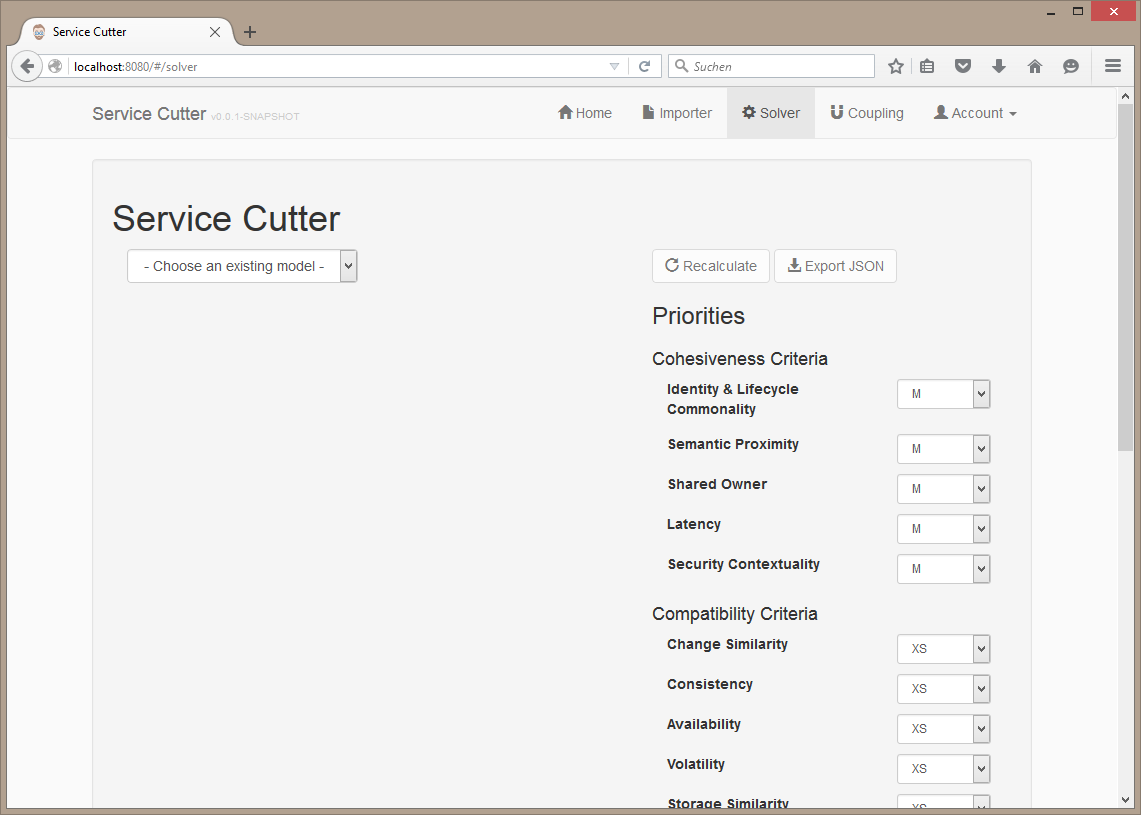 Service Cutter
localhost:8080/#/solver
Suchen
Service Cutter v0.0.1-SNAPSHOT
Home
Importer
Solver
Coupling
Account
Service Cutter
- Choose an existing model -
Recalculate
Export JSON
Priorities
Cohesiveness Criteria
Identity & Lifecycle
Commonality
M
Semantic Proximity
M
Shared Owner
M
Latency
M
Security Contextuality
M
Compatibility Criteria
Change Similarity
XS
Consistency
XS
Availability
XS
Volatility
XS
Storage Similarity
XS